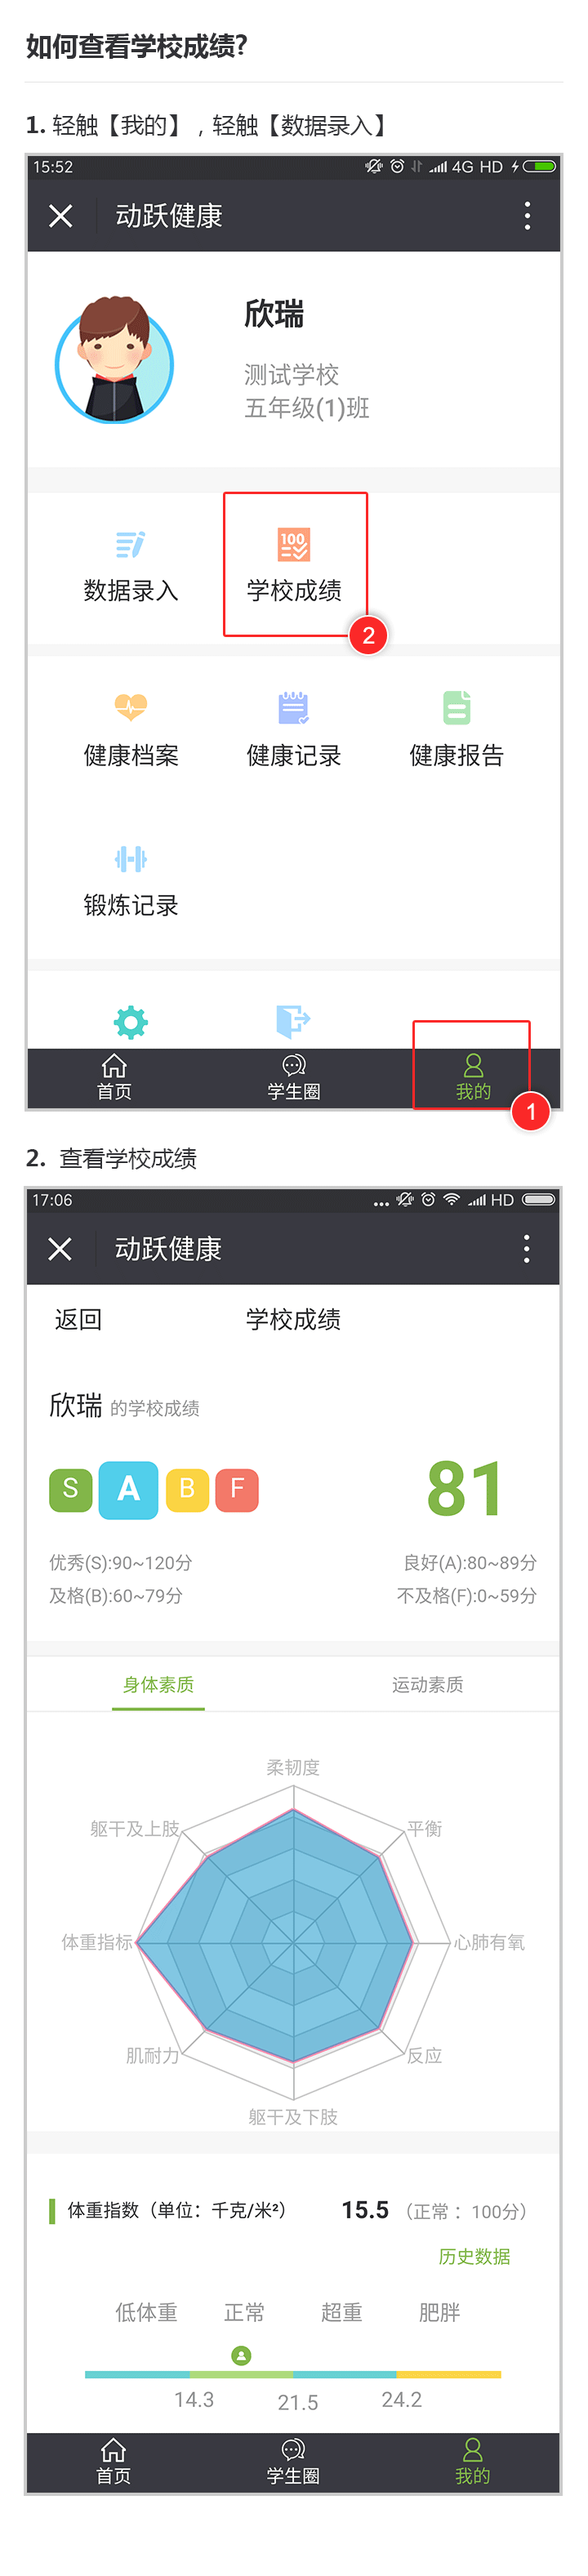 如何查看学校成绩?
1. 轻触【我的】，轻触【数据录入】
15:52 4G HD
动跃健康
欣瑞
测试学校
五年级(1)班
100
数据录入 学校成绩
2
健康档案 健康记录 健康报告
锻炼记录
首页 学生圈 我的
1
2. 查看学校成绩
17:06 ... HD
动跃健康
返回 学校成绩
欣瑞 的学校成绩
S A B F 81
优秀(S):90~120分 良好(A):80~89分
及格(B):60~79分 不及格(F):0~59分
身体素质 运动素质
柔韧度
躯干及上肢 平衡
体重指标 心肺有氧
肌耐力 反应
躯干及下肢
体重指数（单位：千克/米²） 15.5 （正常：100分）
历史数据
低体重 正常 超重 肥胖
14.3 21.5 24.2
首页 学生圈 我的